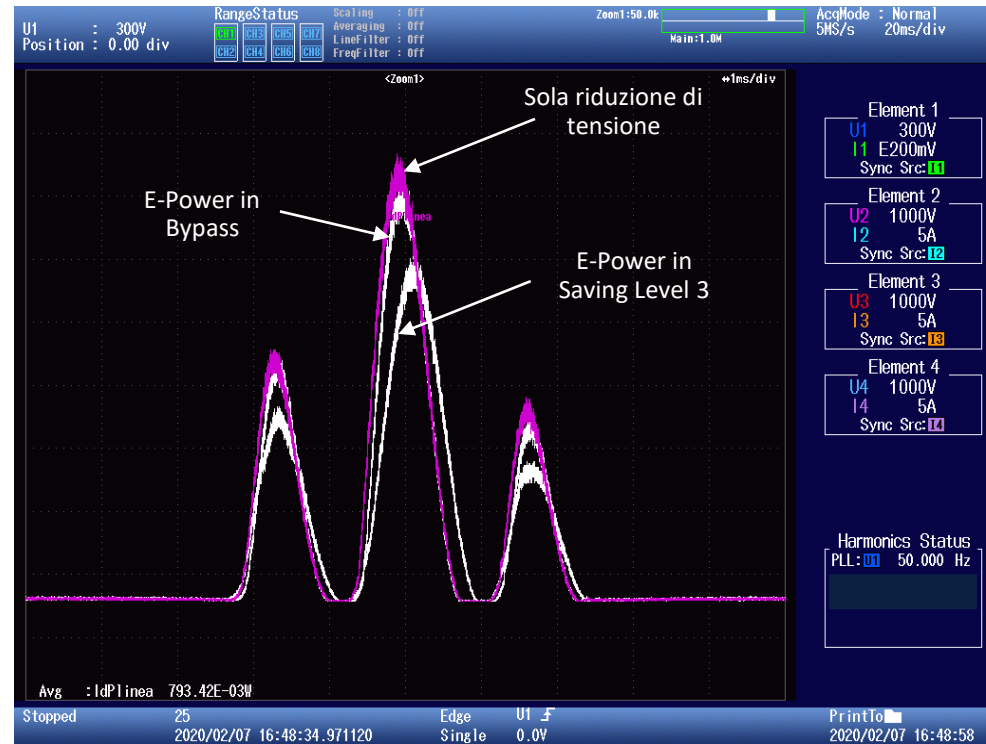 U1 : 300V
Position : 0.00 div
RangeStatus
CH1 CH3 CH5 CH7
CH2 CH4 CH6 CH8
Scaling : Off
Averaging : Off
LineFilter : Off
FreqFilter : Off
Zoom1:50.0k
Main:1.0M
AcqMode : Normal
5MS/s 20ms/div
<Zoom1>
↔1ms/div
Sola riduzione di
tensione
E-Power in
Bypass
E-Power in
Saving Level 3
Element 1
U1 300V
I1 E200mV
Sync Src:I1
Element 2
U2 1000V
I2 5A
Sync Src:I2
Element 3
U3 1000V
I3 5A
Sync Src:I3
Element 4
U4 1000V
I4 5A
Sync Src:I4
Harmonics Status
PLL:U1 50.000 Hz
Avg :IdPlinea 793.42E-03W
Stopped 25 Edge U1
2020/02/07 16:48:34.971120 Single 0.0V
PrintTo
2020/02/07 16:48:58